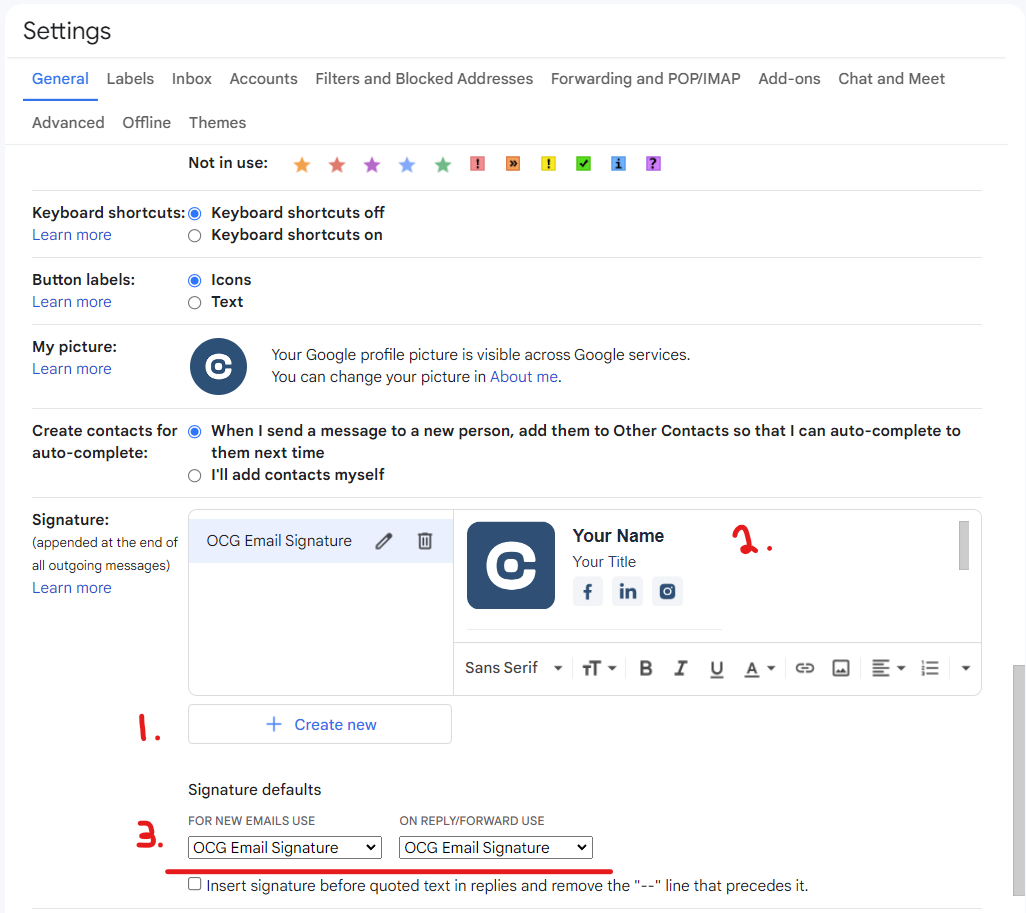 Settings
General Labels Inbox Accounts Filters and Blocked Addresses Forwarding and POP/IMAP Add-ons Chat and Meet
Advanced Offline Themes
Not in use: ! » ! ✓ i ?
Keyboard shortcuts: Keyboard shortcuts off
Learn more Keyboard shortcuts on
Button labels: Icons
Learn more Text
My picture:
Learn more
Your Google profile picture is visible across Google services.
You can change your picture in About me.
Create contacts for When I send a message to a new person, add them to Other Contacts so that I can auto-complete to
auto-complete: them next time
I'll add contacts myself
Signature:
(appended at the end of
all outgoing messages)
Learn more
OCG Email Signature
Your Name
2.
Your Title
f in
Sans Serif TT B I U A
1.
+ Create new
Signature defaults
FOR NEW EMAILS USE ON REPLY/FORWARD USE
3.
OCG Email Signature OCG Email Signature
Insert signature before quoted text in replies and remove the "--" line that precedes it.